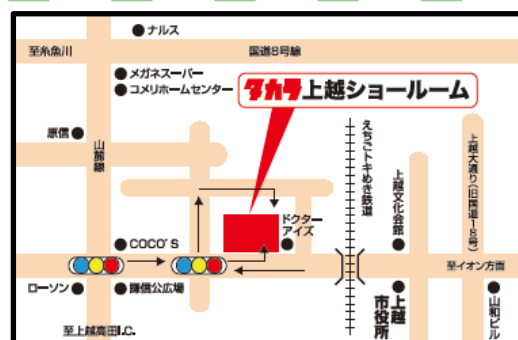 ナルス
至糸魚川
国道8号線
メガネスーパー
コメリホームセンター
タカラ上越ショールーム
原信
山麓線
えちごトキめき鉄道
上越文化会館
上越大通り(旧国道18号)
ドクター
アイズ
COCO'S
至イオン方面
ローソン
謙信公広場
上越
市役所
山和ビル
至上越高田I.C.